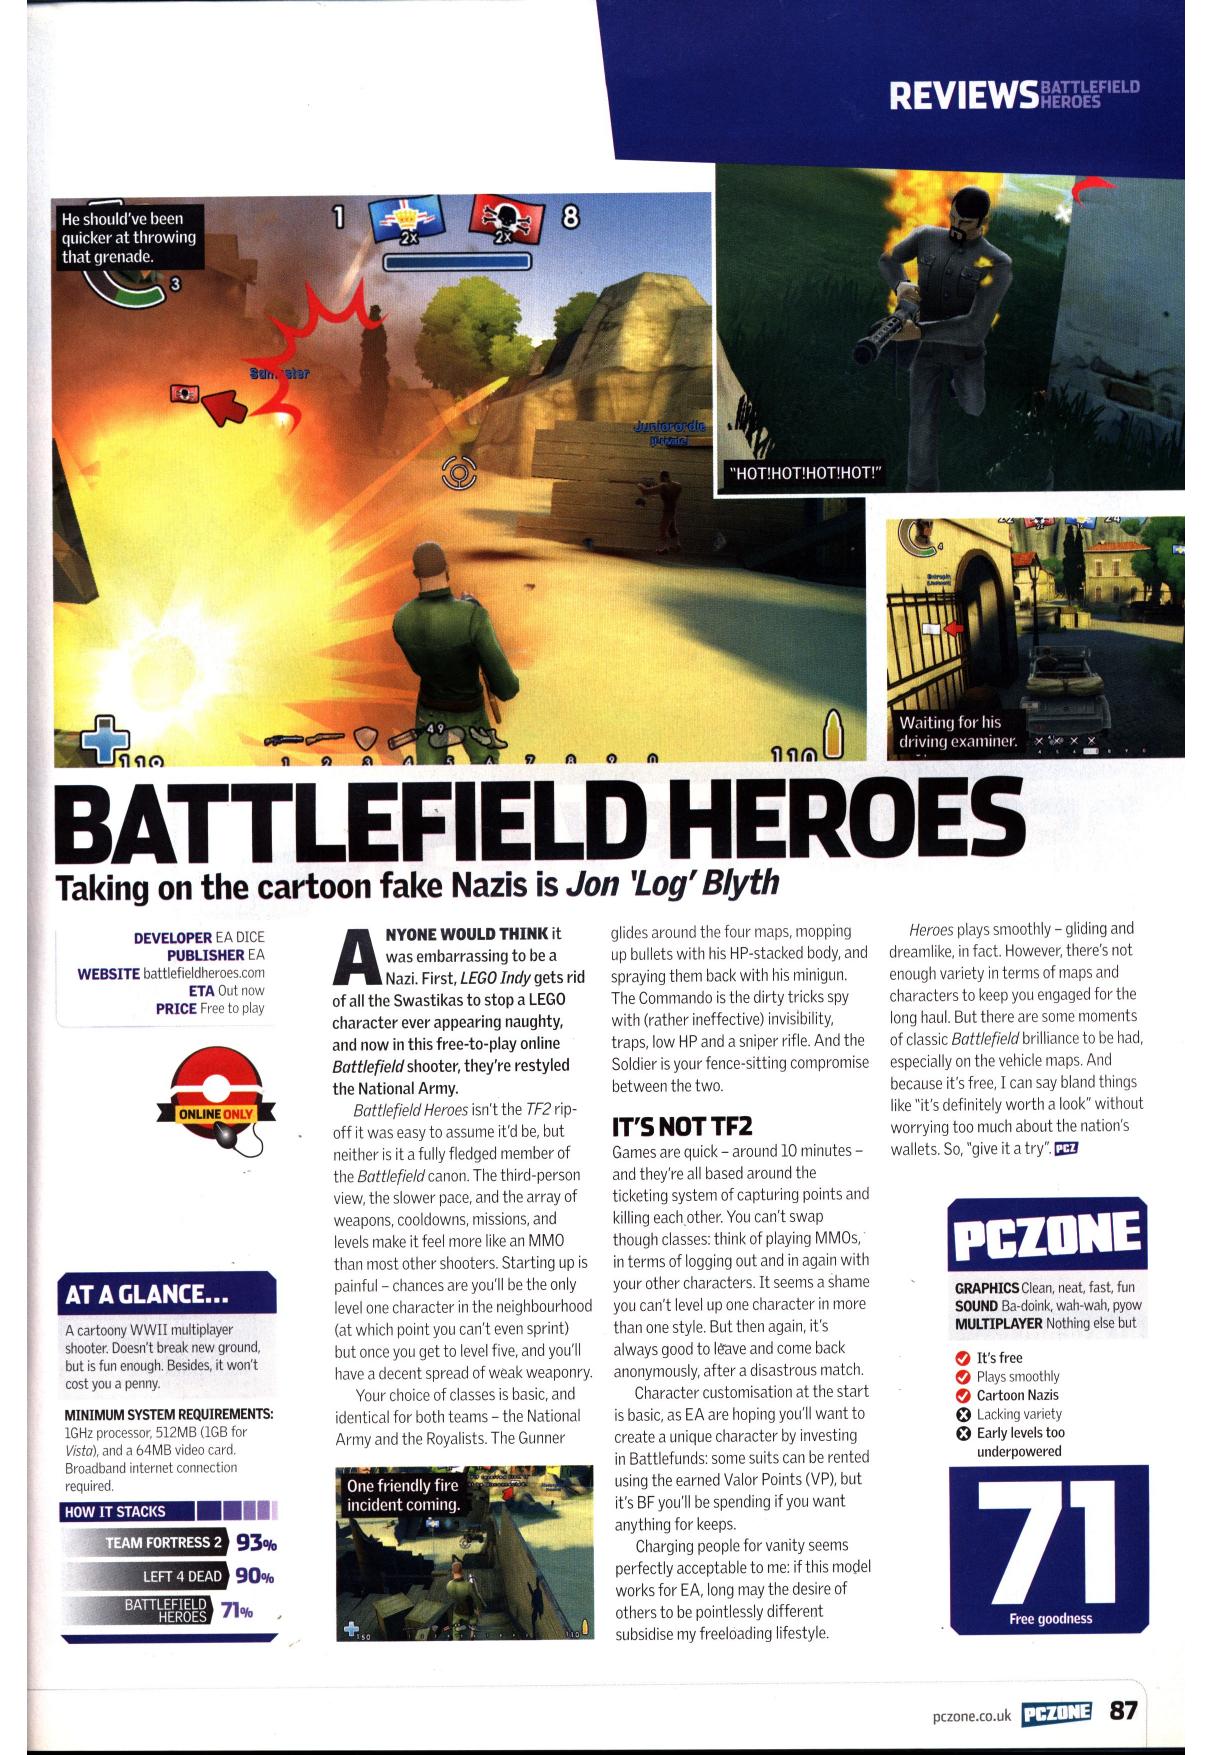 REVIEWS BATTLEFIELD
HEROES
He should've been
quicker at throwing
that grenade.
3
1
2x
2x
8
Juniorordie
[Private]
119
49
1 2 3 4 5 6 7 8 9 0
110
"HOT!HOT!HOT!HOT!"
4
Waiting for his
driving examiner.
BATTLEFIELD HEROES
Taking on the cartoon fake Nazis is Jon 'Log' Blyth
DEVELOPER EA DICE
PUBLISHER EA
WEBSITE battlefieldheroes.com
ETA Out now
PRICE Free to play
ONLINE ONLY
AT A GLANCE...
A cartoony WWII multiplayer
shooter. Doesn't break new ground,
but is fun enough. Besides, it won't
cost you a penny.
MINIMUM SYSTEM REQUIREMENTS:
1GHz processor, 512MB (1GB for
Vista), and a 64MB video card.
Broadband internet connection
required.
HOW IT STACKS
TEAM FORTRESS 2 93%
LEFT 4 DEAD 90%
BATTLEFIELD
HEROES 71%
ANYONE WOULD THINK it
was embarrassing to be a
Nazi. First, LEGO Indy gets rid
of all the Swastikas to stop a LEGO
character ever appearing naughty,
and now in this free-to-play online
Battlefield shooter, they're restyled
the National Army.
Battlefield Heroes isn't the TF2 rip-
off it was easy to assume it'd be, but
neither is it a fully fledged member of
the Battlefield canon. The third-person
view, the slower pace, and the array of
weapons, cooldowns, missions, and
levels make it feel more like an MMO
than most other shooters. Starting up is
painful – chances are you'll be the only
level one character in the neighbourhood
(at which point you can't even sprint)
but once you get to level five, and you'll
have a decent spread of weak weaponry.
Your choice of classes is basic, and
identical for both teams – the National
Army and the Royalists. The Gunner
One friendly fire
incident coming.
150
110
glides around the four maps, mopping
up bullets with his HP-stacked body, and
spraying them back with his minigun.
The Commando is the dirty tricks spy
with (rather ineffective) invisibility,
traps, low HP and a sniper rifle. And the
Soldier is your fence-sitting compromise
between the two.
IT'S NOT TF2
Games are quick – around 10 minutes –
and they're all based around the
ticketing system of capturing points and
killing each other. You can't swap
though classes: think of playing MMOs,
in terms of logging out and in again with
your other characters. It seems a shame
you can't level up one character in more
than one style. But then again, it's
always good to leave and come back
anonymously, after a disastrous match.
Character customisation at the start
is basic, as EA are hoping you'll want to
create a unique character by investing
in Battlefunds: some suits can be rented
using the earned Valor Points (VP), but
it's BF you'll be spending if you want
anything for keeps.
Charging people for vanity seems
perfectly acceptable to me: if this model
works for EA, long may the desire of
others to be pointlessly different
subsidise my freeloading lifestyle.
Heroes plays smoothly – gliding and
dreamlike, in fact. However, there's not
enough variety in terms of maps and
characters to keep you engaged for the
long haul. But there are some moments
of classic Battlefield brilliance to be had,
especially on the vehicle maps. And
because it's free, I can say bland things
like "it's definitely worth a look" without
worrying too much about the nation's
wallets. So, "give it a try". PCZ
PCZONE
GRAPHICS Clean, neat, fast, fun
SOUND Ba-doink, wah-wah, pyow
MULTIPLAYER Nothing else but
It's free
Plays smoothly
Cartoon Nazis
Lacking variety
Early levels too
underpowered
71
Free goodness
pczone.co.uk PCZONE 87